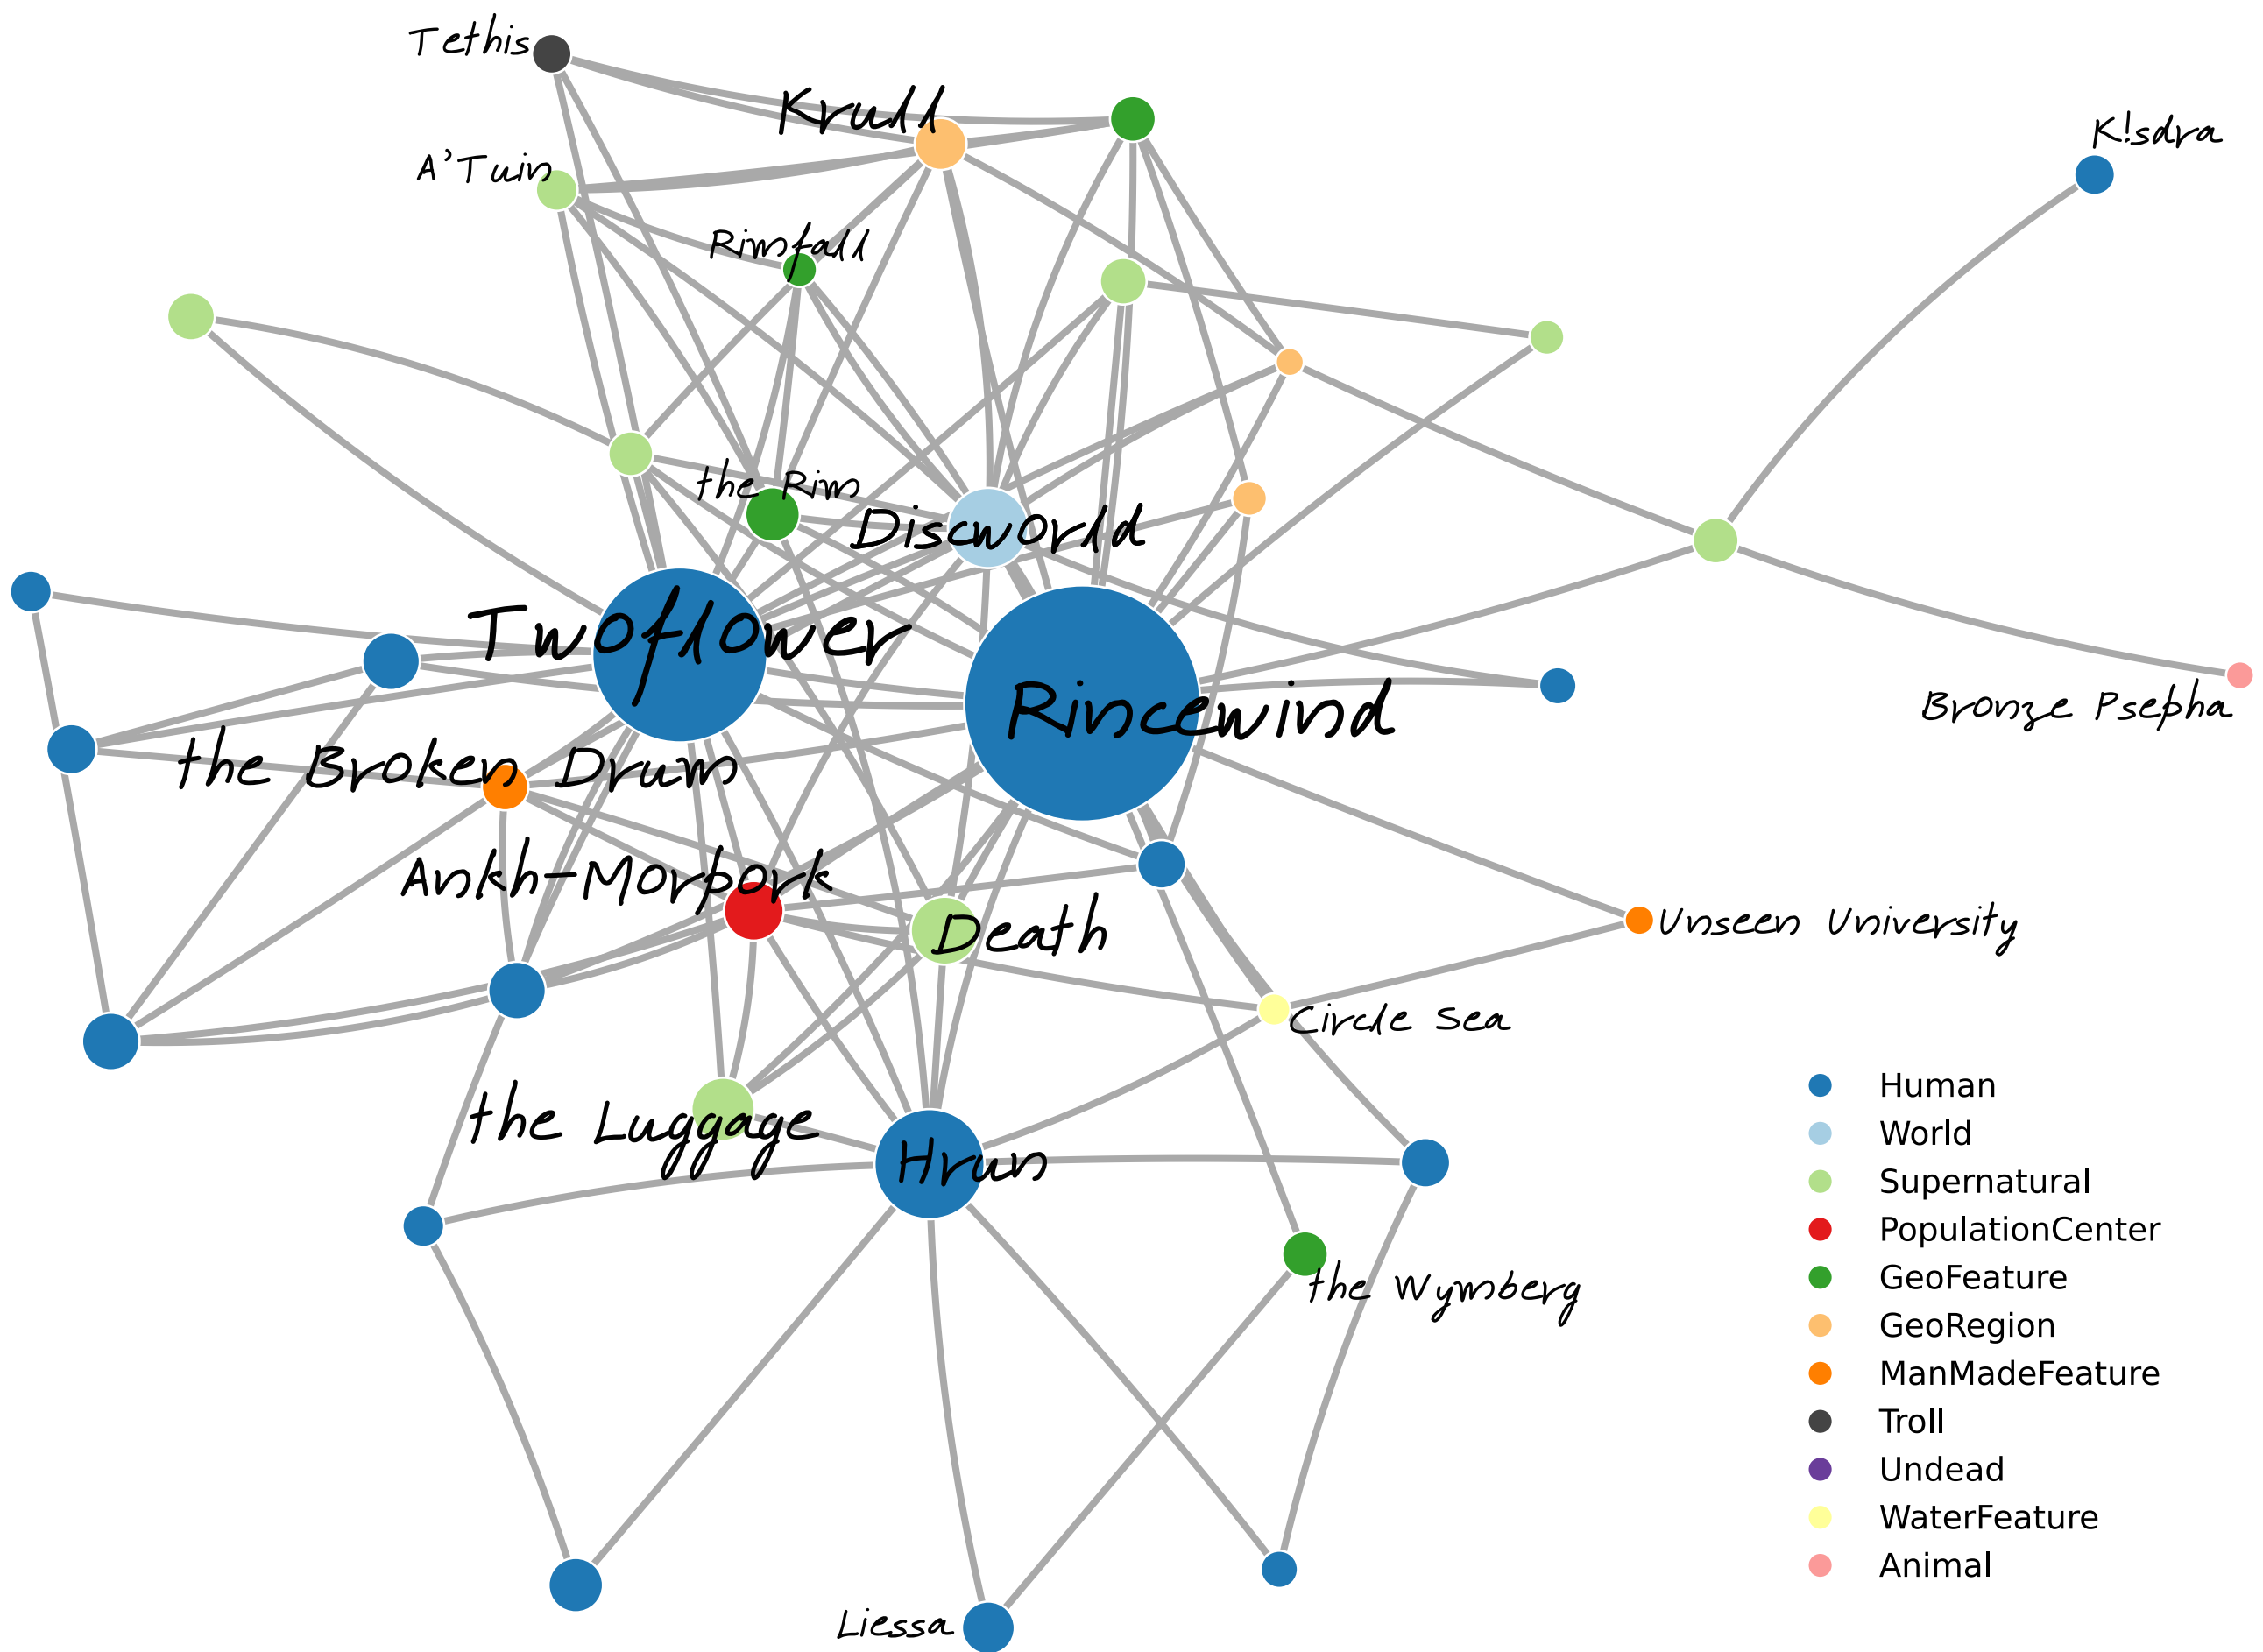 Tethis
Krull
K!sdra
A'Tuin
Rimfall
the Rim
Discworld
Twoflower
Rincewind
Bronze Psepha
the Broken Drum
Ankh-Morpork
Death
Unseen University
Circle Sea
the Luggage
Hrun
the Wyrmberg
Liessa
Human
World
Supernatural
PopulationCenter
GeoFeature
GeoRegion
ManMadeFeature
Troll
Undead
WaterFeature
Animal